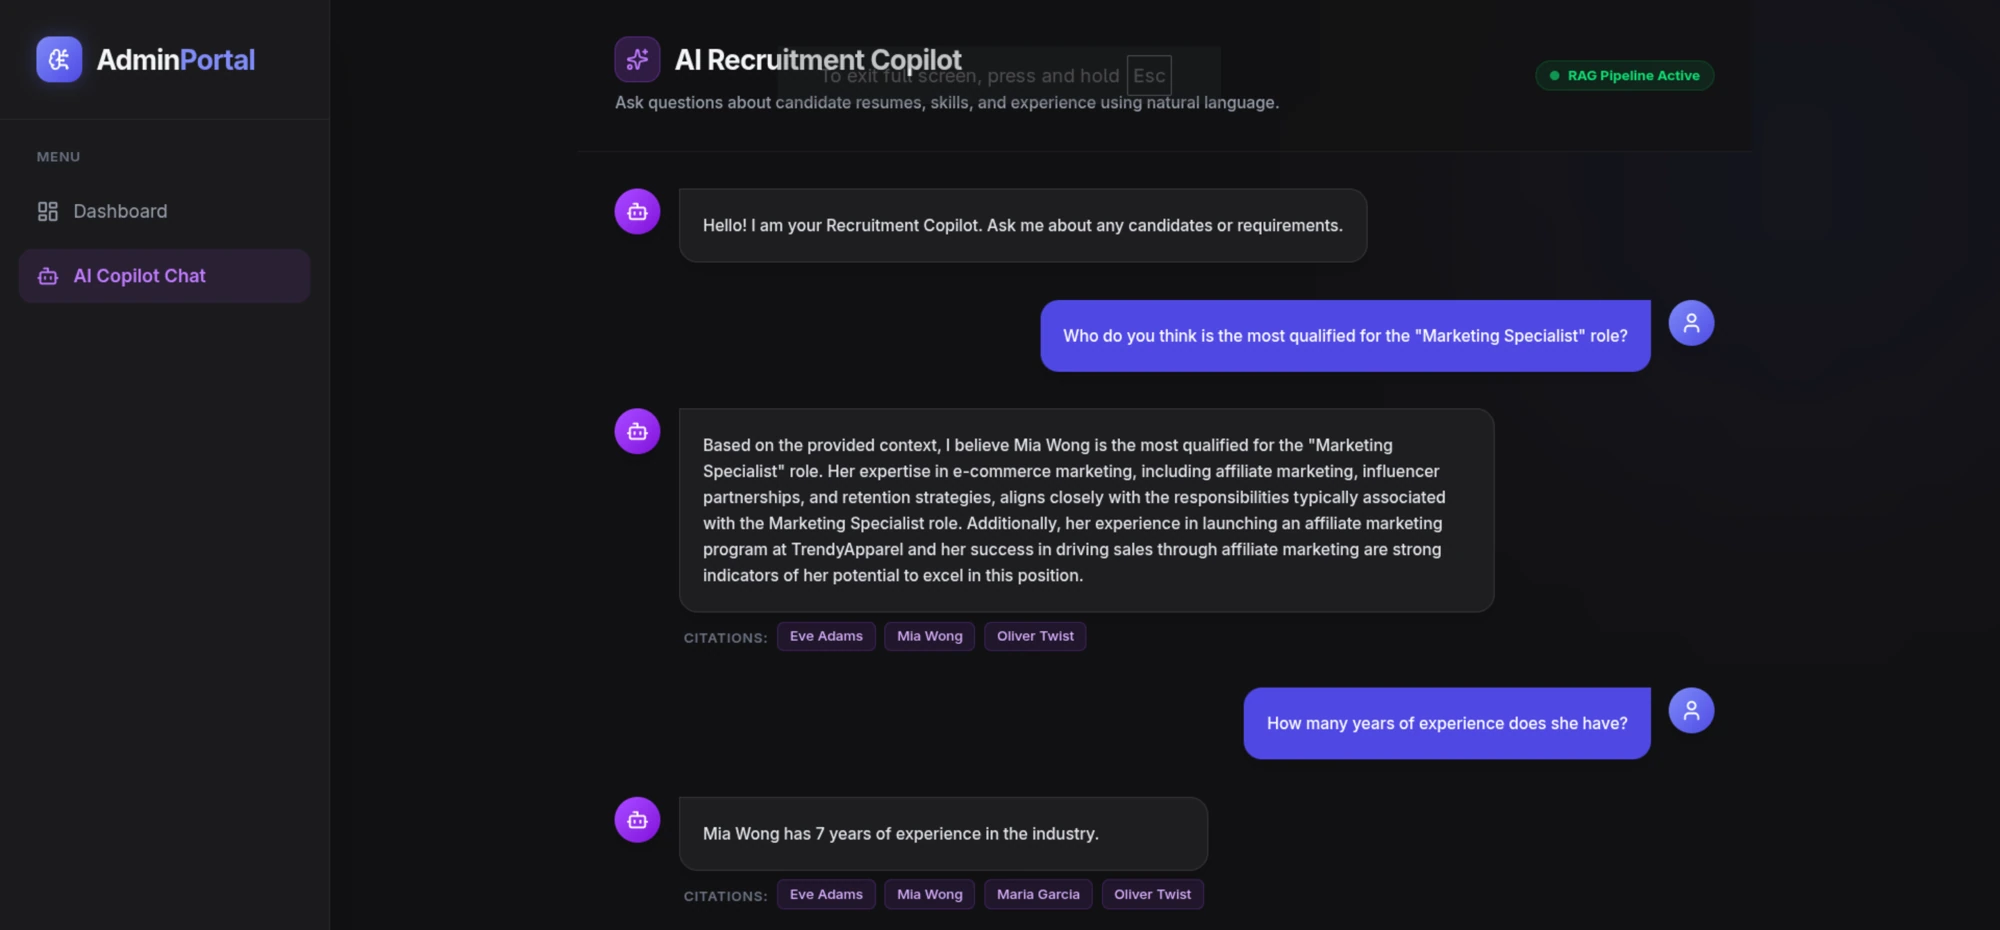 AdminPortal
MENU
Dashboard
AI Copilot Chat
AI Recruitment Copilot
To exit full screen, press and hold Esc
Ask questions about candidate resumes, skills, and experience using natural language.
RAG Pipeline Active
Hello! I am your Recruitment Copilot. Ask me about any candidates or requirements.
Who do you think is the most qualified for the "Marketing Specialist" role?
Based on the provided context, I believe Mia Wong is the most qualified for the "Marketing
Specialist" role. Her expertise in e-commerce marketing, including affiliate marketing, influencer
partnerships, and retention strategies, aligns closely with the responsibilities typically associated
with the Marketing Specialist role. Additionally, her experience in launching an affiliate marketing
program at TrendyApparel and her success in driving sales through affiliate marketing are strong
indicators of her potential to excel in this position.
CITATIONS: Eve Adams Mia Wong Oliver Twist
How many years of experience does she have?
Mia Wong has 7 years of experience in the industry.
CITATIONS: Eve Adams Mia Wong Maria Garcia Oliver Twist